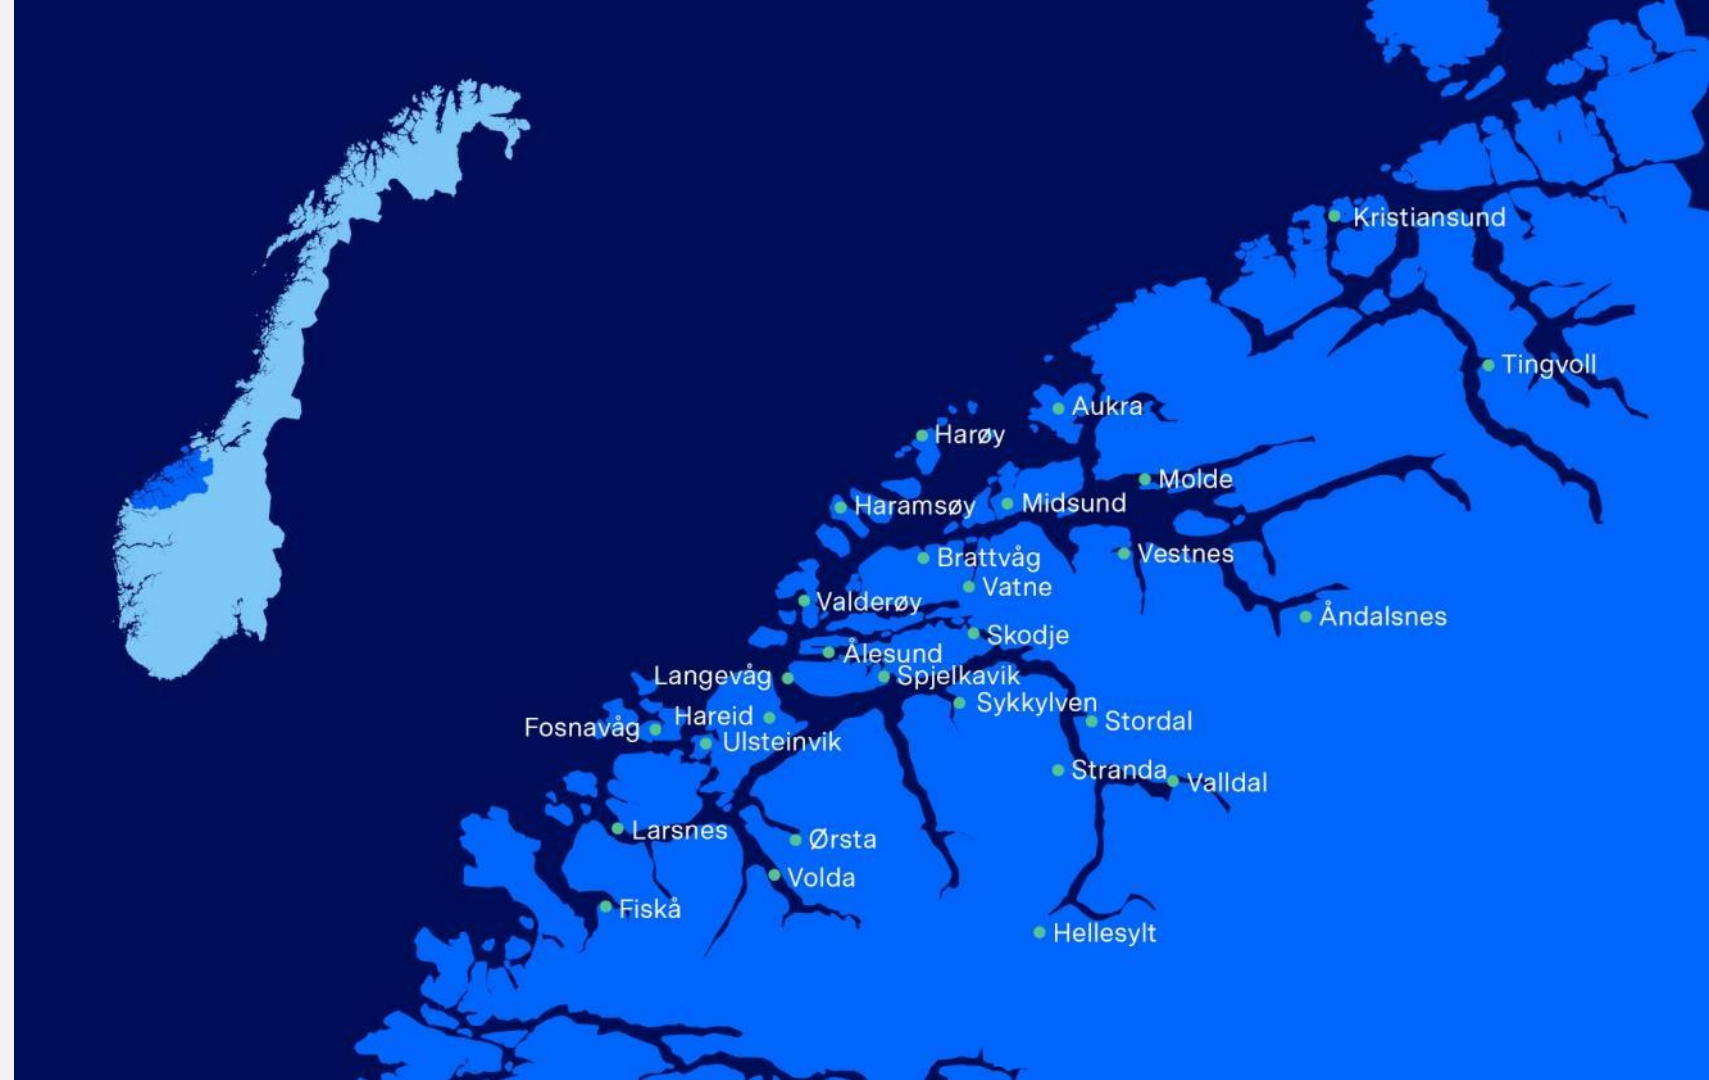 Kristiansund
Tingvoll
Aukra
Harøy
Molde
Midsund
Haramsøy
Vestnes
Brattvåg
Vatne
Valderøy
Åndalsnes
Skodje
Ålesund
Langevåg
Spjelkavik
Sykkylven
Hareid
Stordal
Fosnavåg
Ulsteinvik
Stranda
Valldal
Larsnes
Ørsta
Volda
Fiskå
Hellesylt